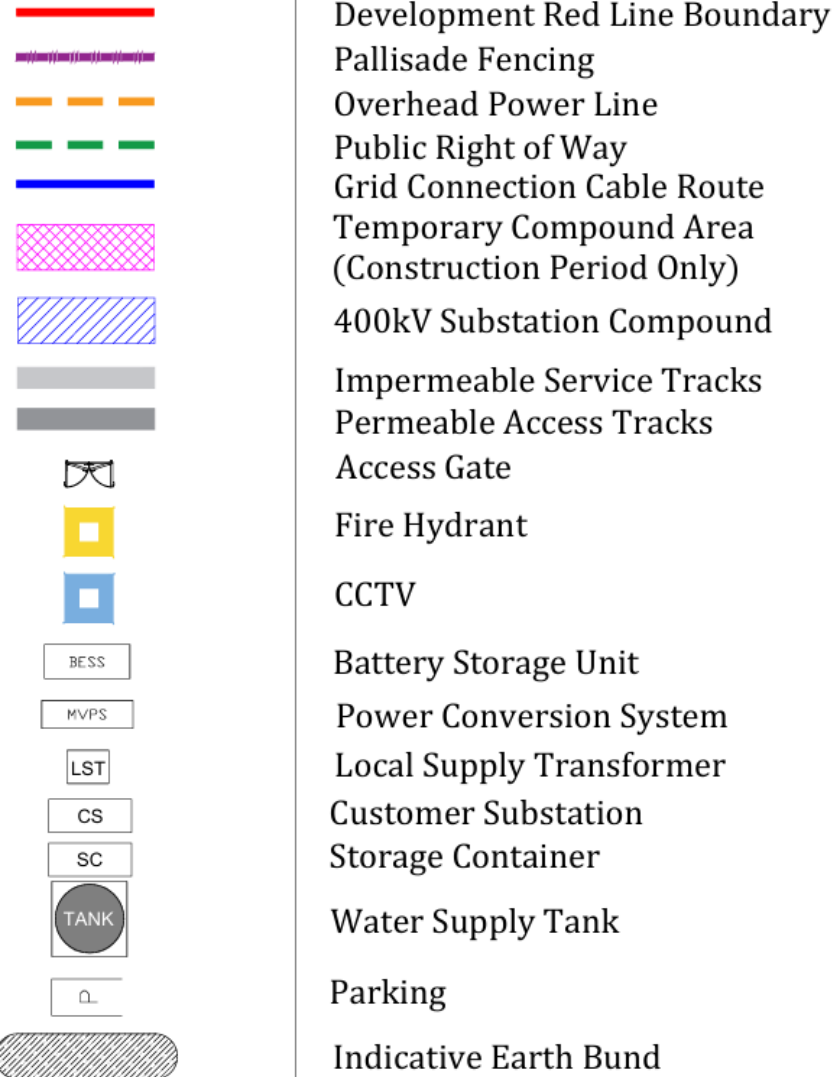 Development Red Line Boundary
Pallisade Fencing
Overhead Power Line
Public Right of Way
Grid Connection Cable Route
Temporary Compound Area
(Construction Period Only)
400kV Substation Compound
Impermeable Service Tracks
Permeable Access Tracks
Access Gate
Fire Hydrant
CCTV
BESS Battery Storage Unit
MVPS Power Conversion System
LST Local Supply Transformer
CS Customer Substation
SC Storage Container
TANK Water Supply Tank
P Parking
Indicative Earth Bund